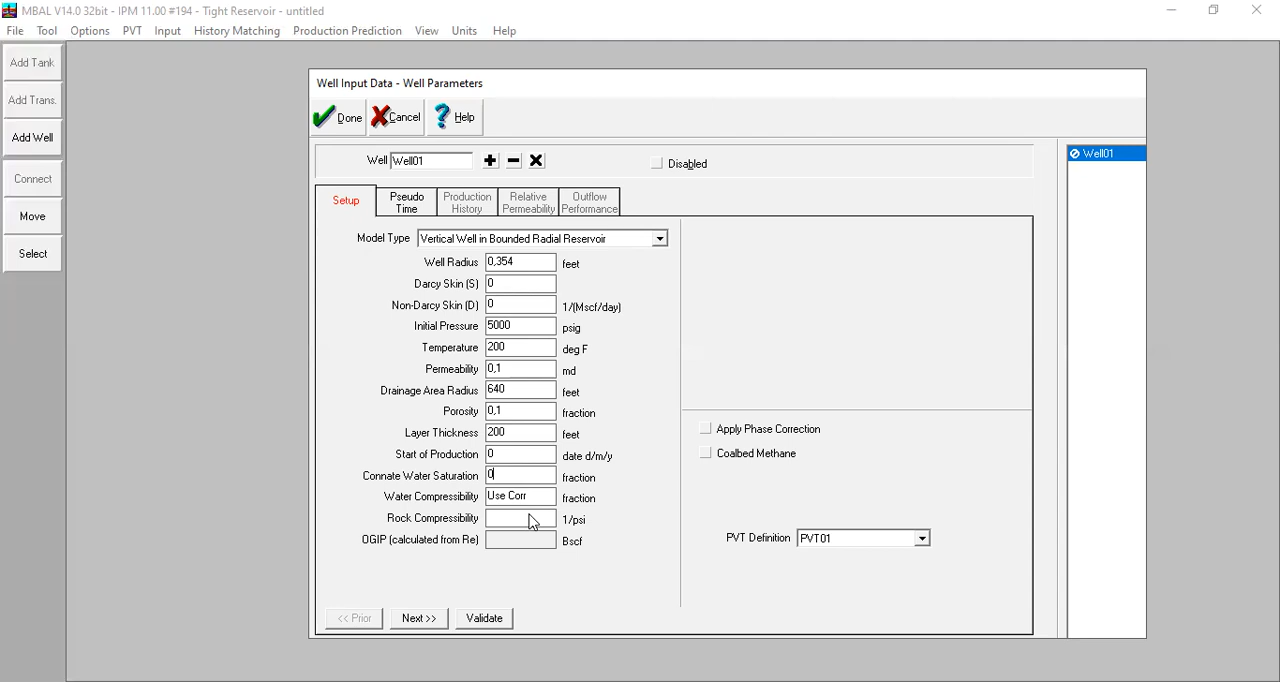 MBAL V14.0 32bit - IPM 11.00 #194 - Tight Reservoir - untitled
File Tool Options PVT Input History Matching Production Prediction View Units Help
Add Tank
Add Trans.
Add Well
Connect
Move
Select
Well Input Data - Well Parameters
Done Cancel Help
Well Well01 Disabled
Well01
Setup
Pseudo Time
Production History
Relative Permeability
Outflow Performance
Model Type Vertical Well in Bounded Radial Reservoir
Well Radius 0,354 feet
Darcy Skin (S) 0
Non-Darcy Skin (D) 0 1/(Mscf/day)
Initial Pressure 5000 psig
Temperature 200 deg F
Permeability 0,1 md
Drainage Area Radius 640 feet
Porosity 0,1 fraction
Layer Thickness 200 feet
Start of Production 0 date d/m/y
Connate Water Saturation 0 fraction
Water Compressibility Use Corr fraction
Rock Compressibility 1/psi
OGIP (calculated from Re) Bscf
Apply Phase Correction
Coalbed Methane
PVT Definition PVT01
<< Prior Next >> Validate